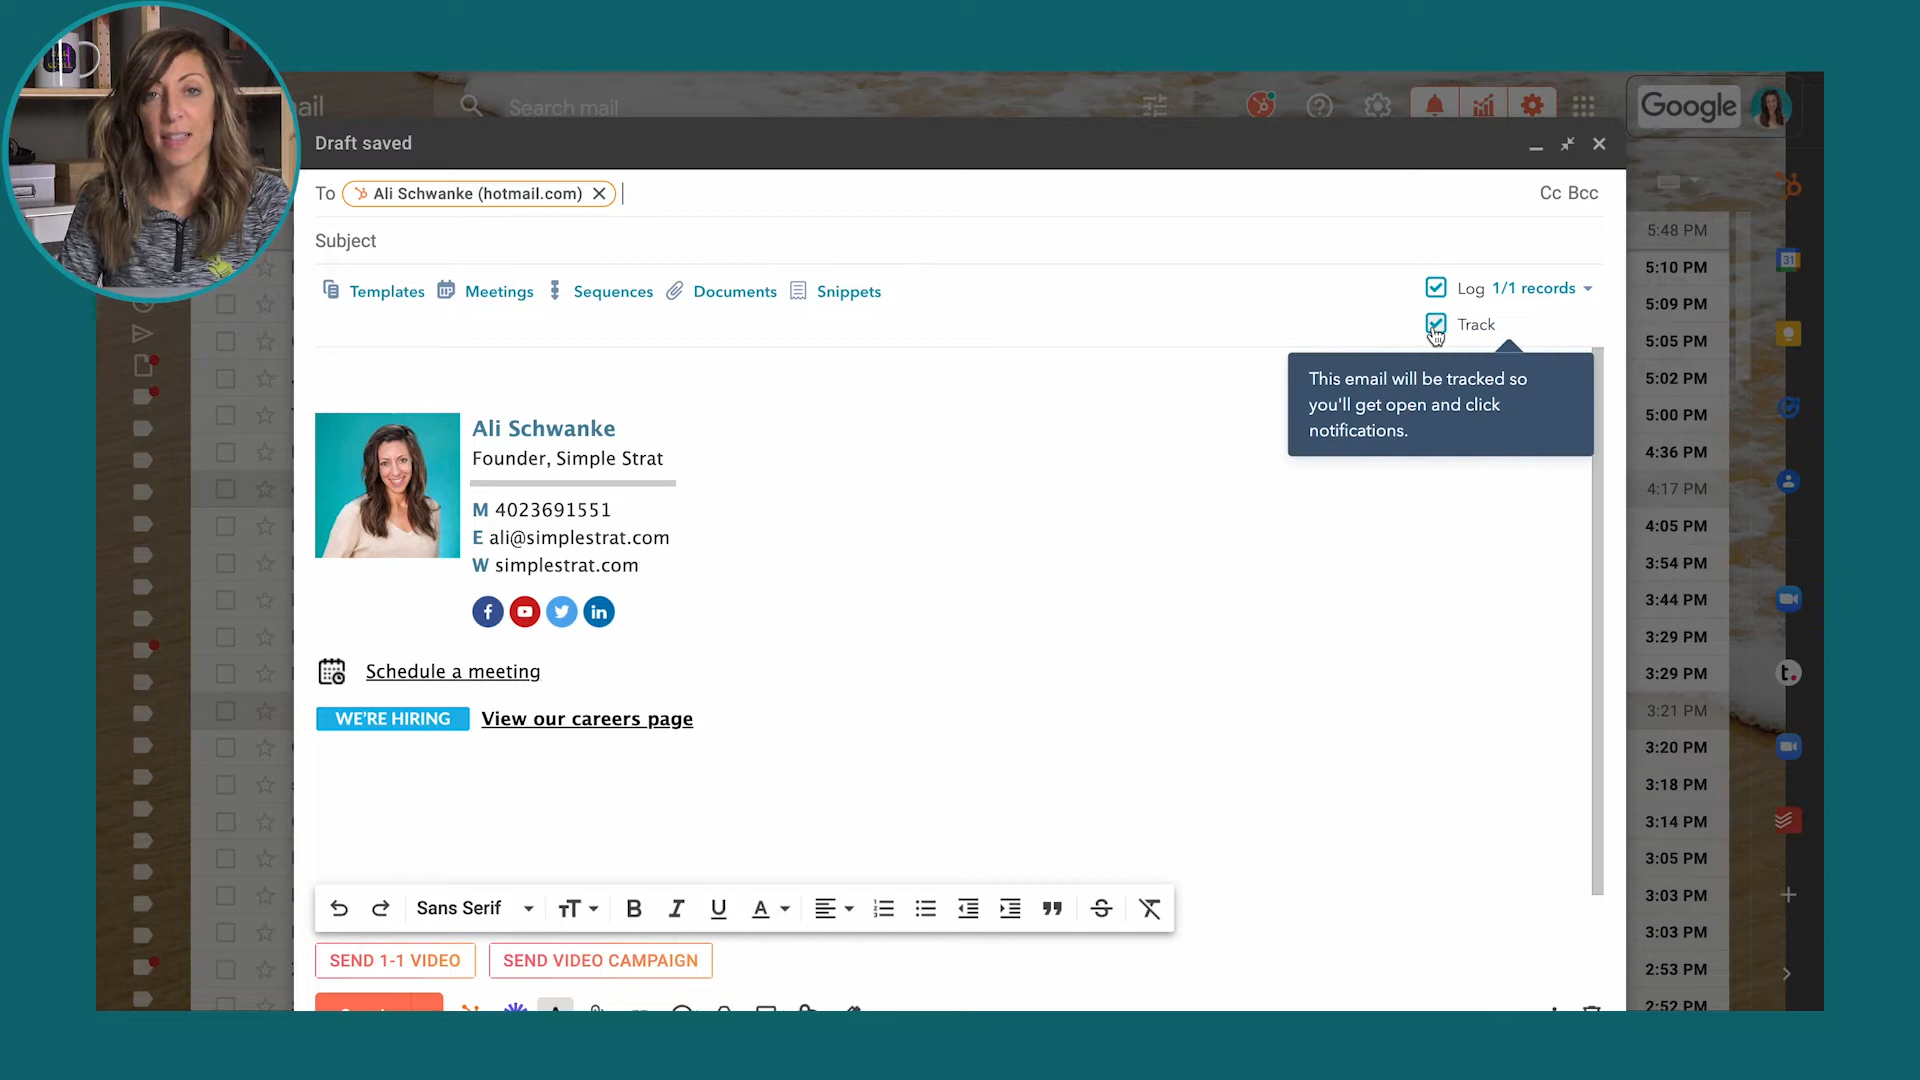 ail
Search mail
Google
Draft saved
To Ali Schwanke (hotmail.com)
Cc Bcc
Subject
Templates Meetings Sequences Documents Snippets
Log 1/1 records
Track
This email will be tracked so
you'll get open and click
notifications.
Ali Schwanke
Founder, Simple Strat
M 4023691551
E ali@simplestrat.com
W simplestrat.com
Schedule a meeting
WE'RE HIRING View our careers page
Sans Serif
SEND 1-1 VIDEO SEND VIDEO CAMPAIGN
5:48 PM
5:10 PM
5:09 PM
5:05 PM
5:02 PM
5:00 PM
4:36 PM
4:17 PM
4:05 PM
3:54 PM
3:44 PM
3:29 PM
3:29 PM
3:21 PM
3:20 PM
3:18 PM
3:14 PM
3:05 PM
3:03 PM
3:03 PM
2:53 PM
2:52 PM
31
t.